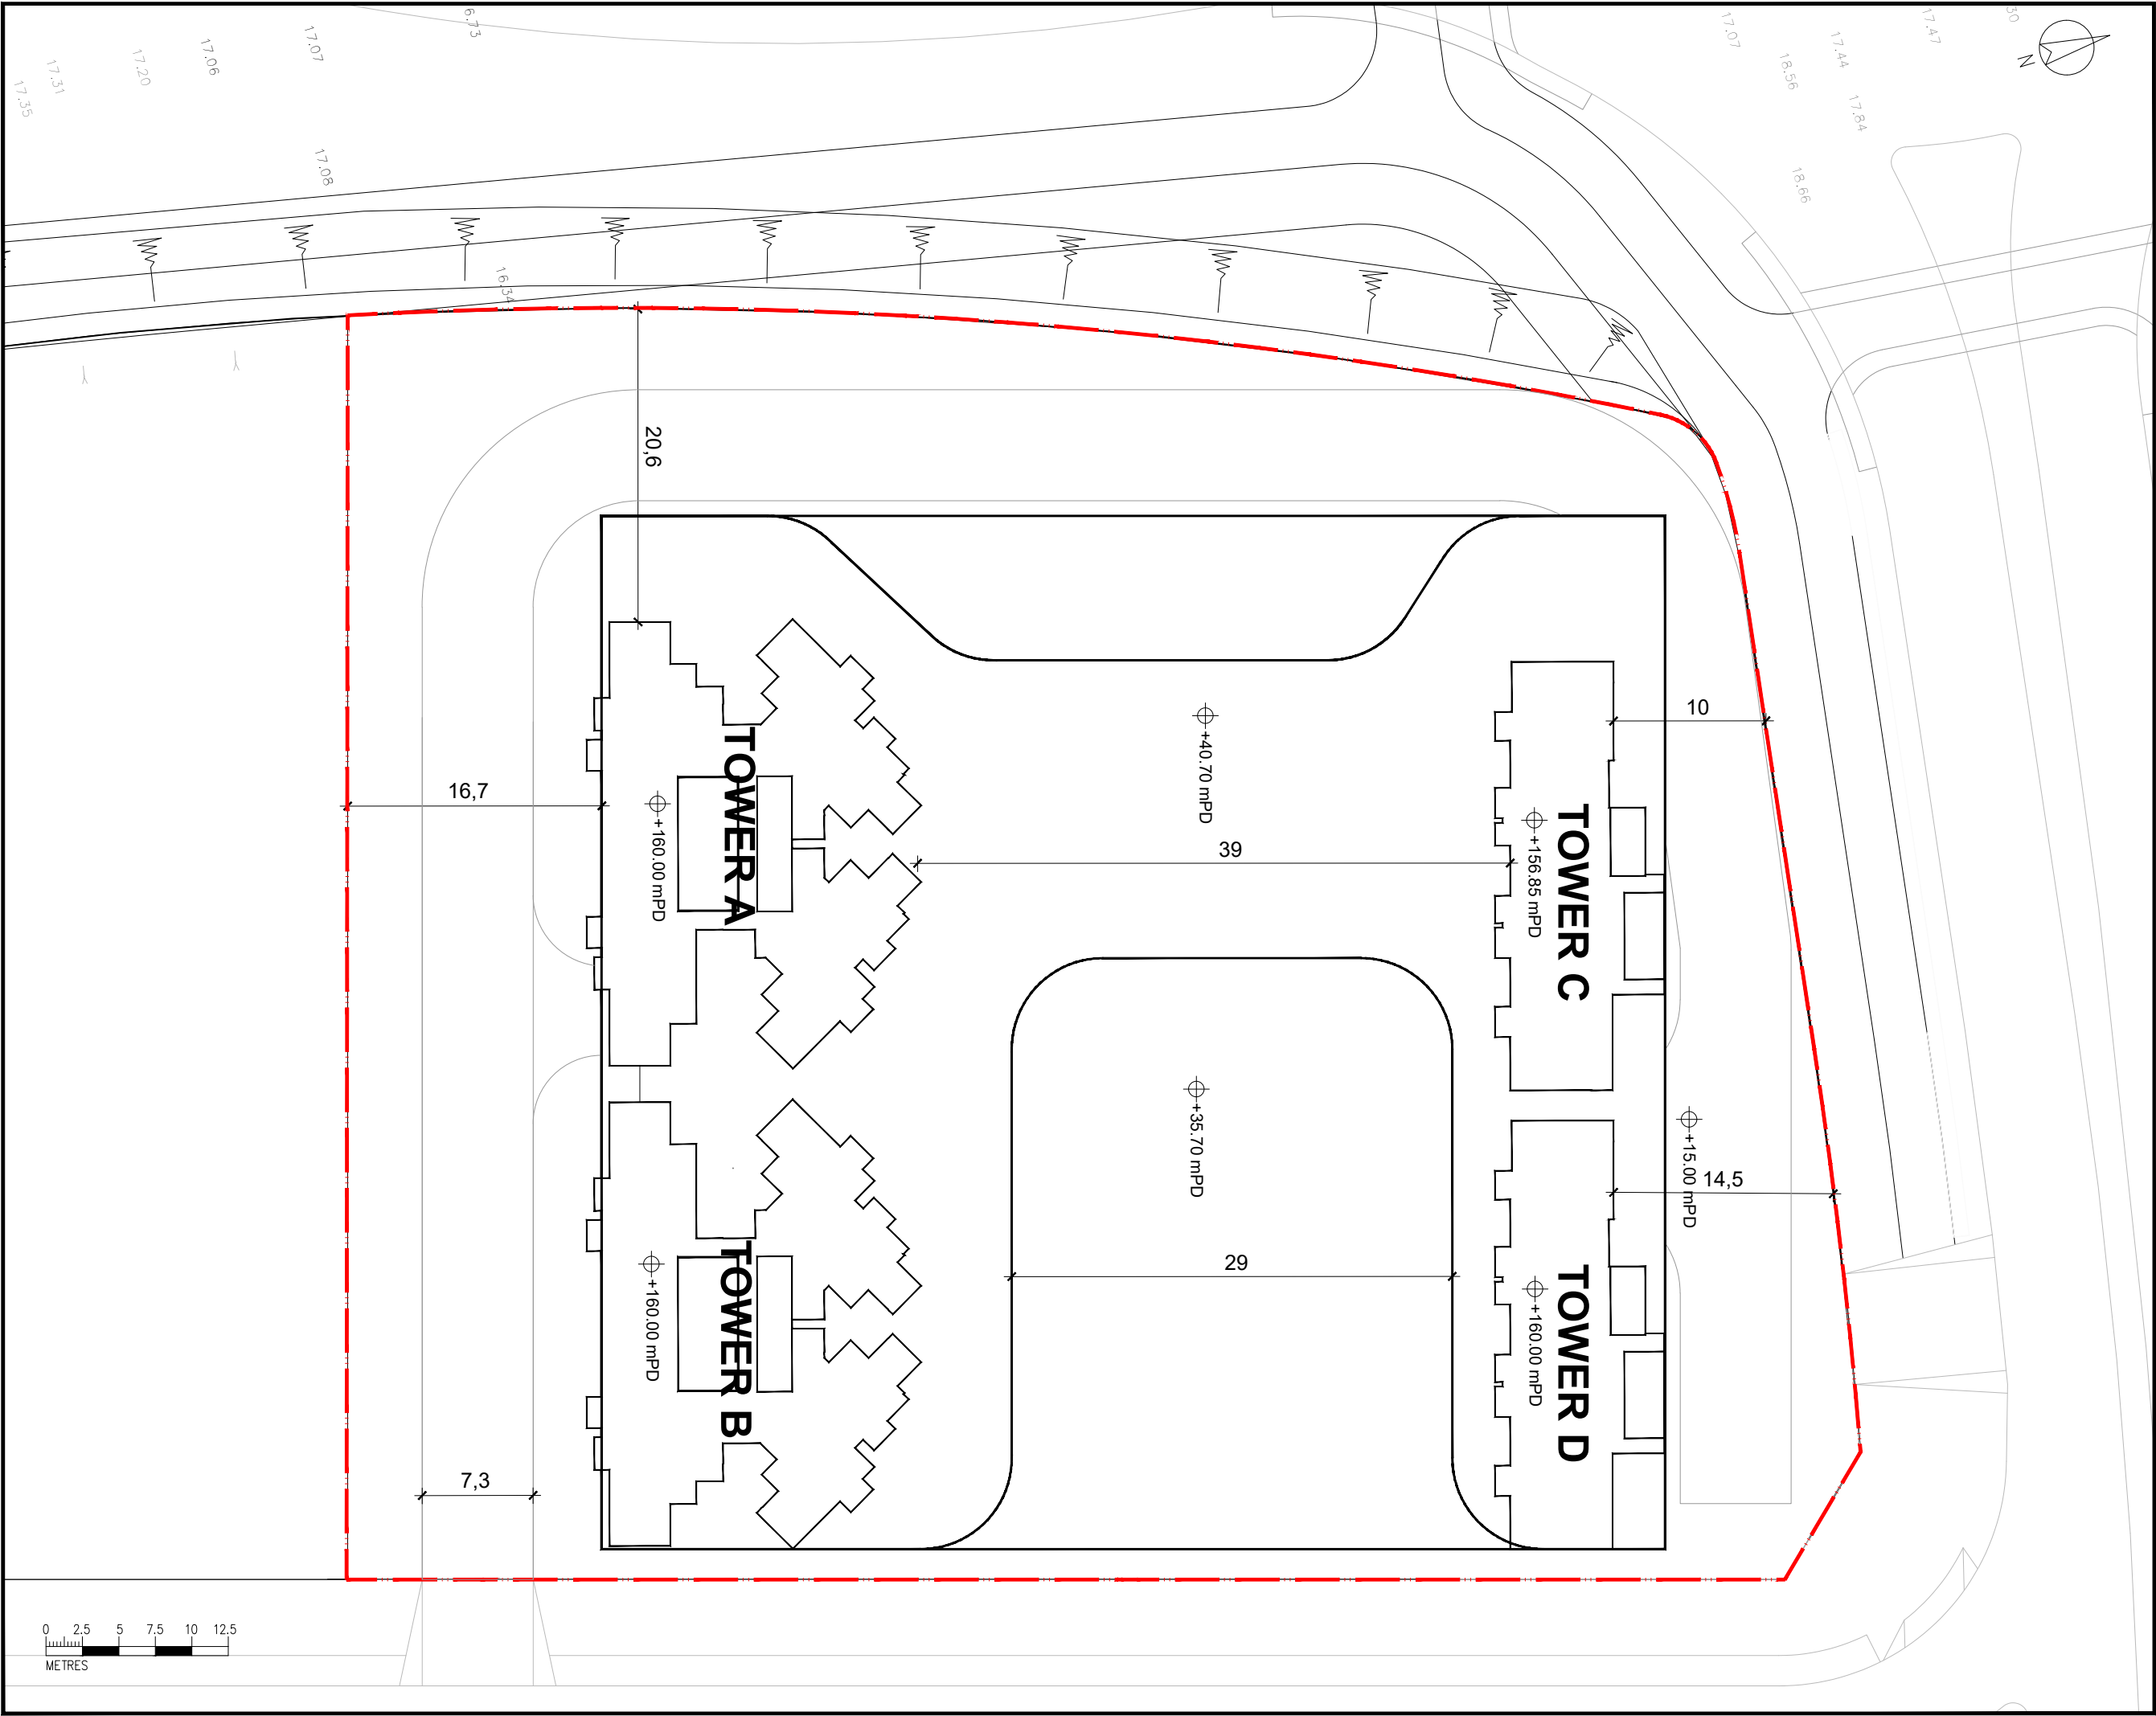 6.73
17.07
17.06
17.20
17.31
17.35
17.08
16.34
17.07
17.44
17.47
30
18.56
17.84
18.66
N
20,6
16,7
10
TOWER A
+160.00 mPD
+40.70 mPD
39
+156.85 mPD
TOWER C
+35.70 mPD
+15.00 mPD
14,5
TOWER B
+160.00 mPD
29
+160.00 mPD
TOWER D
7,3
0 2.5 5 7.5 10 12.5
METRES